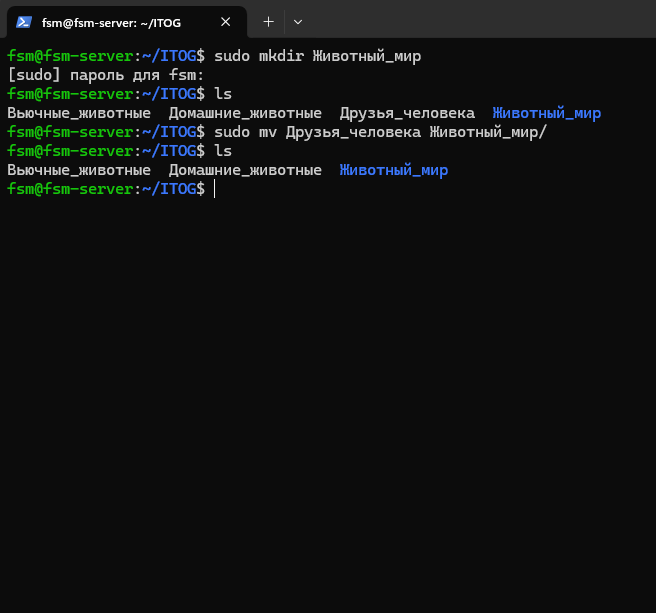 fsm@fsm-server: ~/ITOG
fsm@fsm-server:~/ITOG$ sudo mkdir Животный_мир
[sudo] пароль для fsm:
fsm@fsm-server:~/ITOG$ ls
Вьючные_животные  Домашние_животные  Друзья_человека  Животный_мир
fsm@fsm-server:~/ITOG$ sudo mv Друзья_человека Животный_мир/
fsm@fsm-server:~/ITOG$ ls
Вьючные_животные  Домашние_животные  Животный_мир
fsm@fsm-server:~/ITOG$